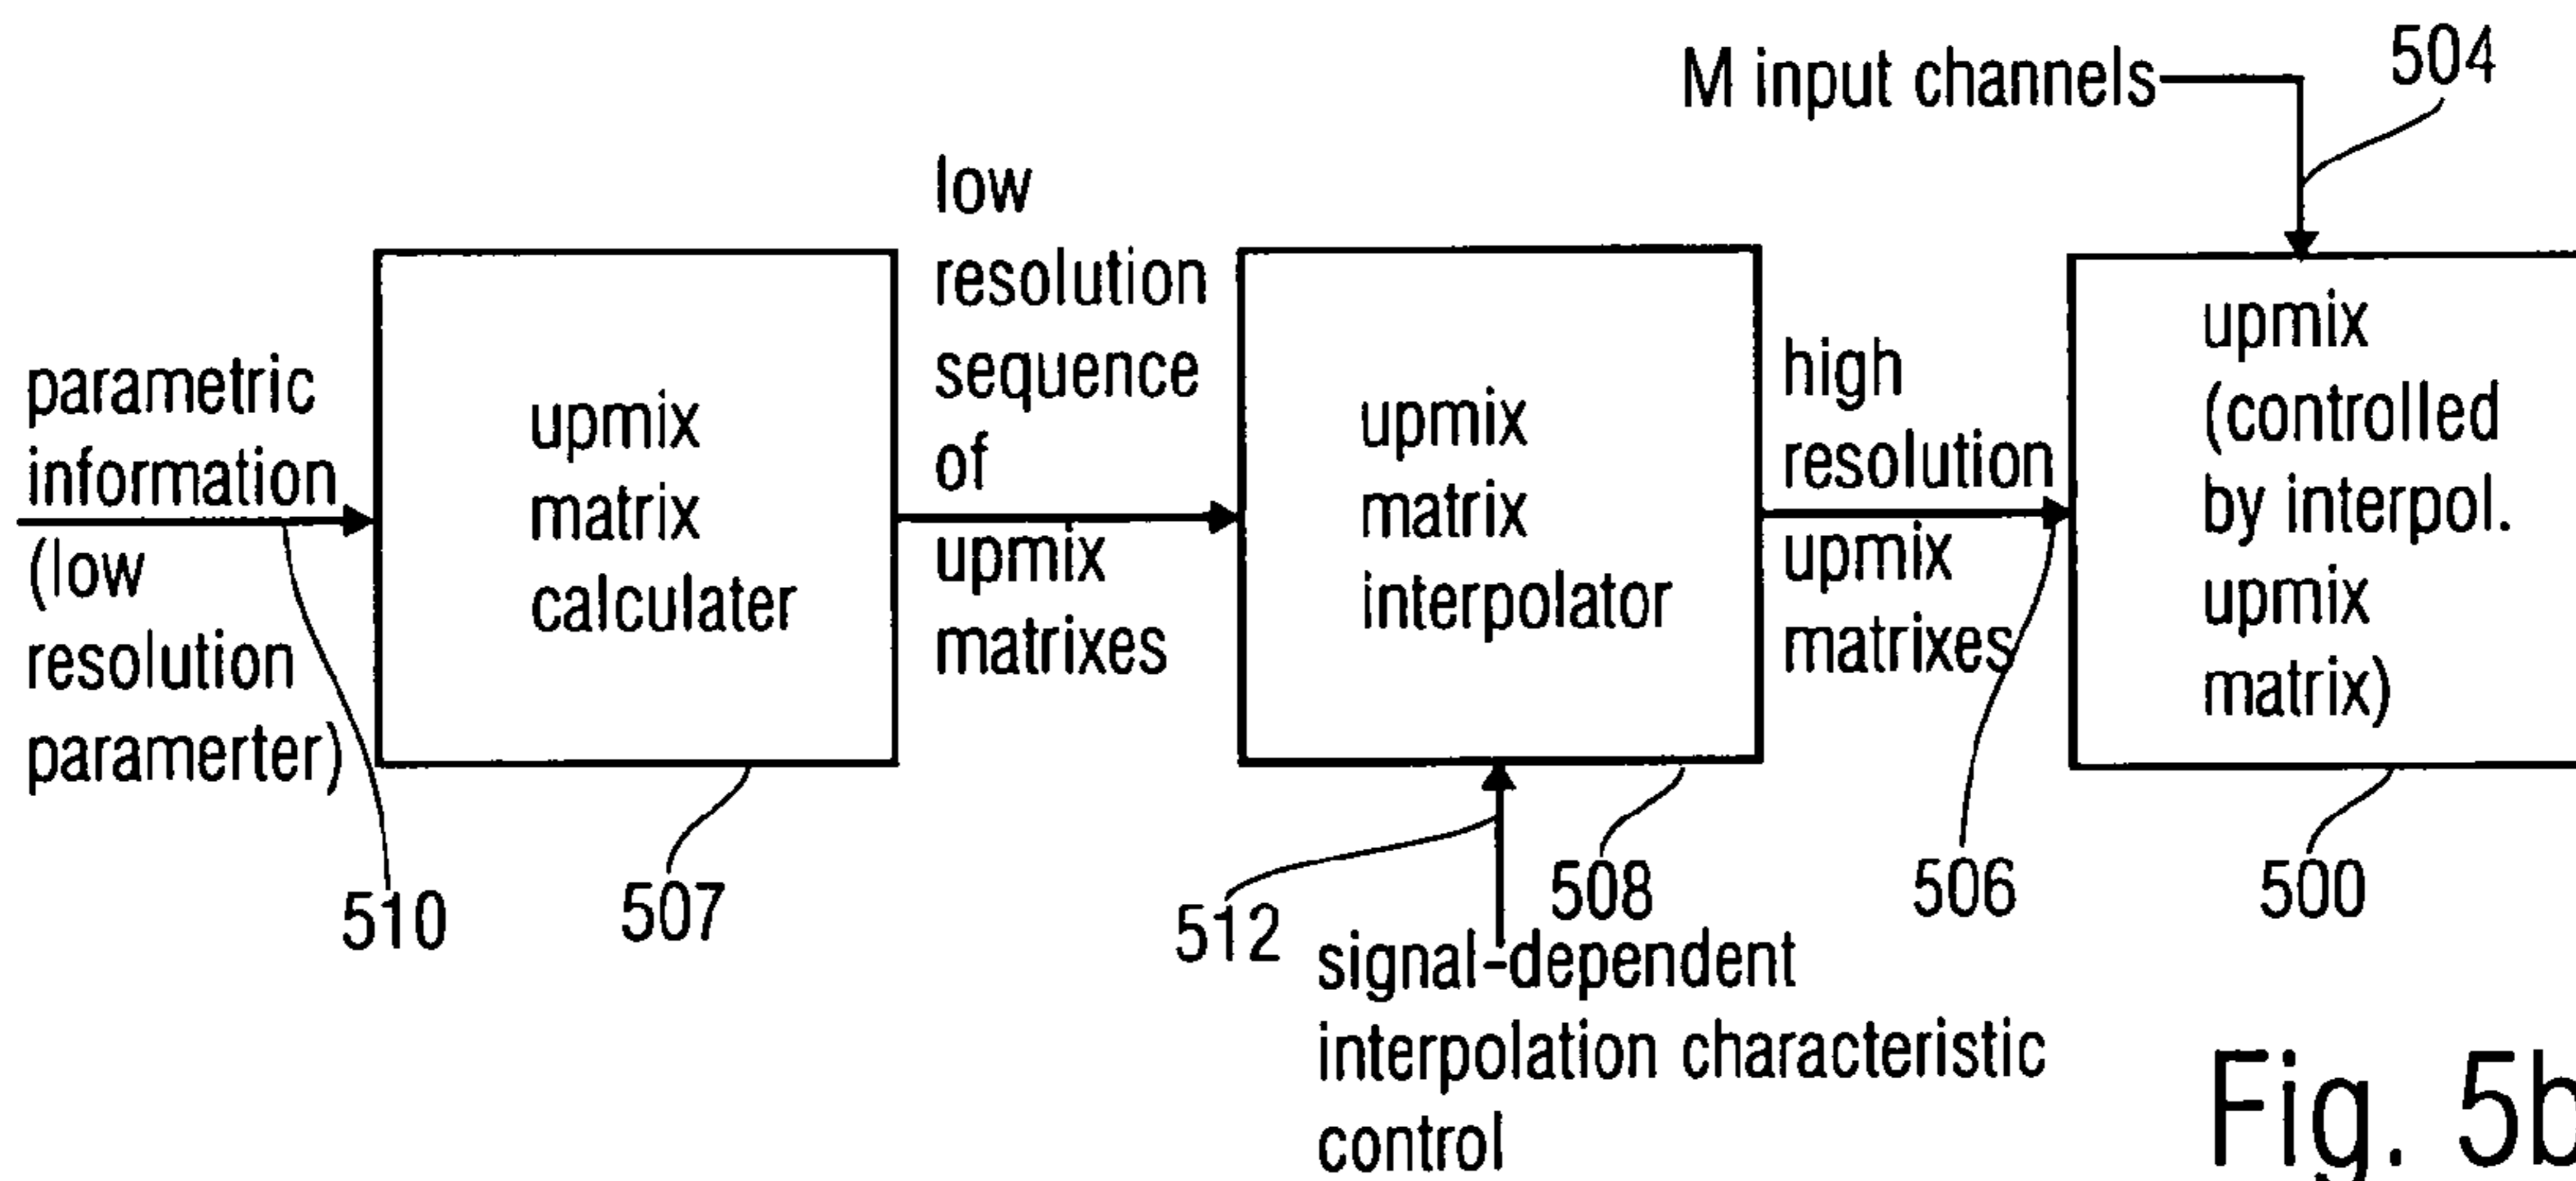 parametric
information
(low
resolution
paramerter)
510
upmix
matrix
calculater
507
low
resolution
sequence
of
upmix
matrixes
upmix
matrix
interpolator
508
512
signal-dependent
interpolation characteristic
control
high
resolution
upmix
matrixes
506
M input channels
504
upmix
(controlled
by interpol.
upmix
matrix)
500
Fig. 5b